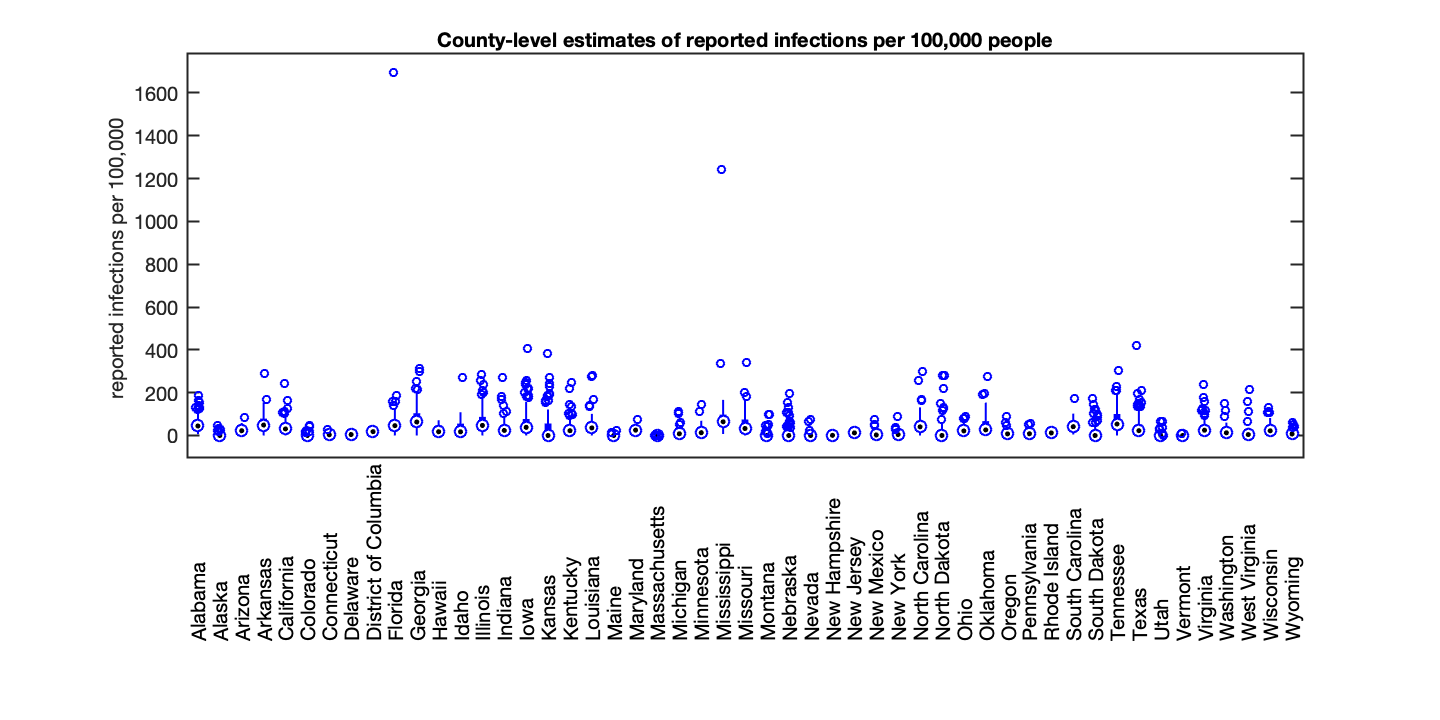 County-level estimates of reported infections per 100,000 people
reported infections per 100,000
1600
1400
1200
1000
800
600
400
200
0
Alabama
Alaska
Arizona
Arkansas
California
Colorado
Connecticut
Delaware
District of Columbia
Florida
Georgia
Hawaii
Idaho
Illinois
Indiana
Iowa
Kansas
Kentucky
Louisiana
Maine
Maryland
Massachusetts
Michigan
Minnesota
Mississippi
Missouri
Montana
Nebraska
Nevada
New Hampshire
New Jersey
New Mexico
New York
North Carolina
North Dakota
Ohio
Oklahoma
Oregon
Pennsylvania
Rhode Island
South Carolina
South Dakota
Tennessee
Texas
Utah
Vermont
Virginia
Washington
West Virginia
Wisconsin
Wyoming